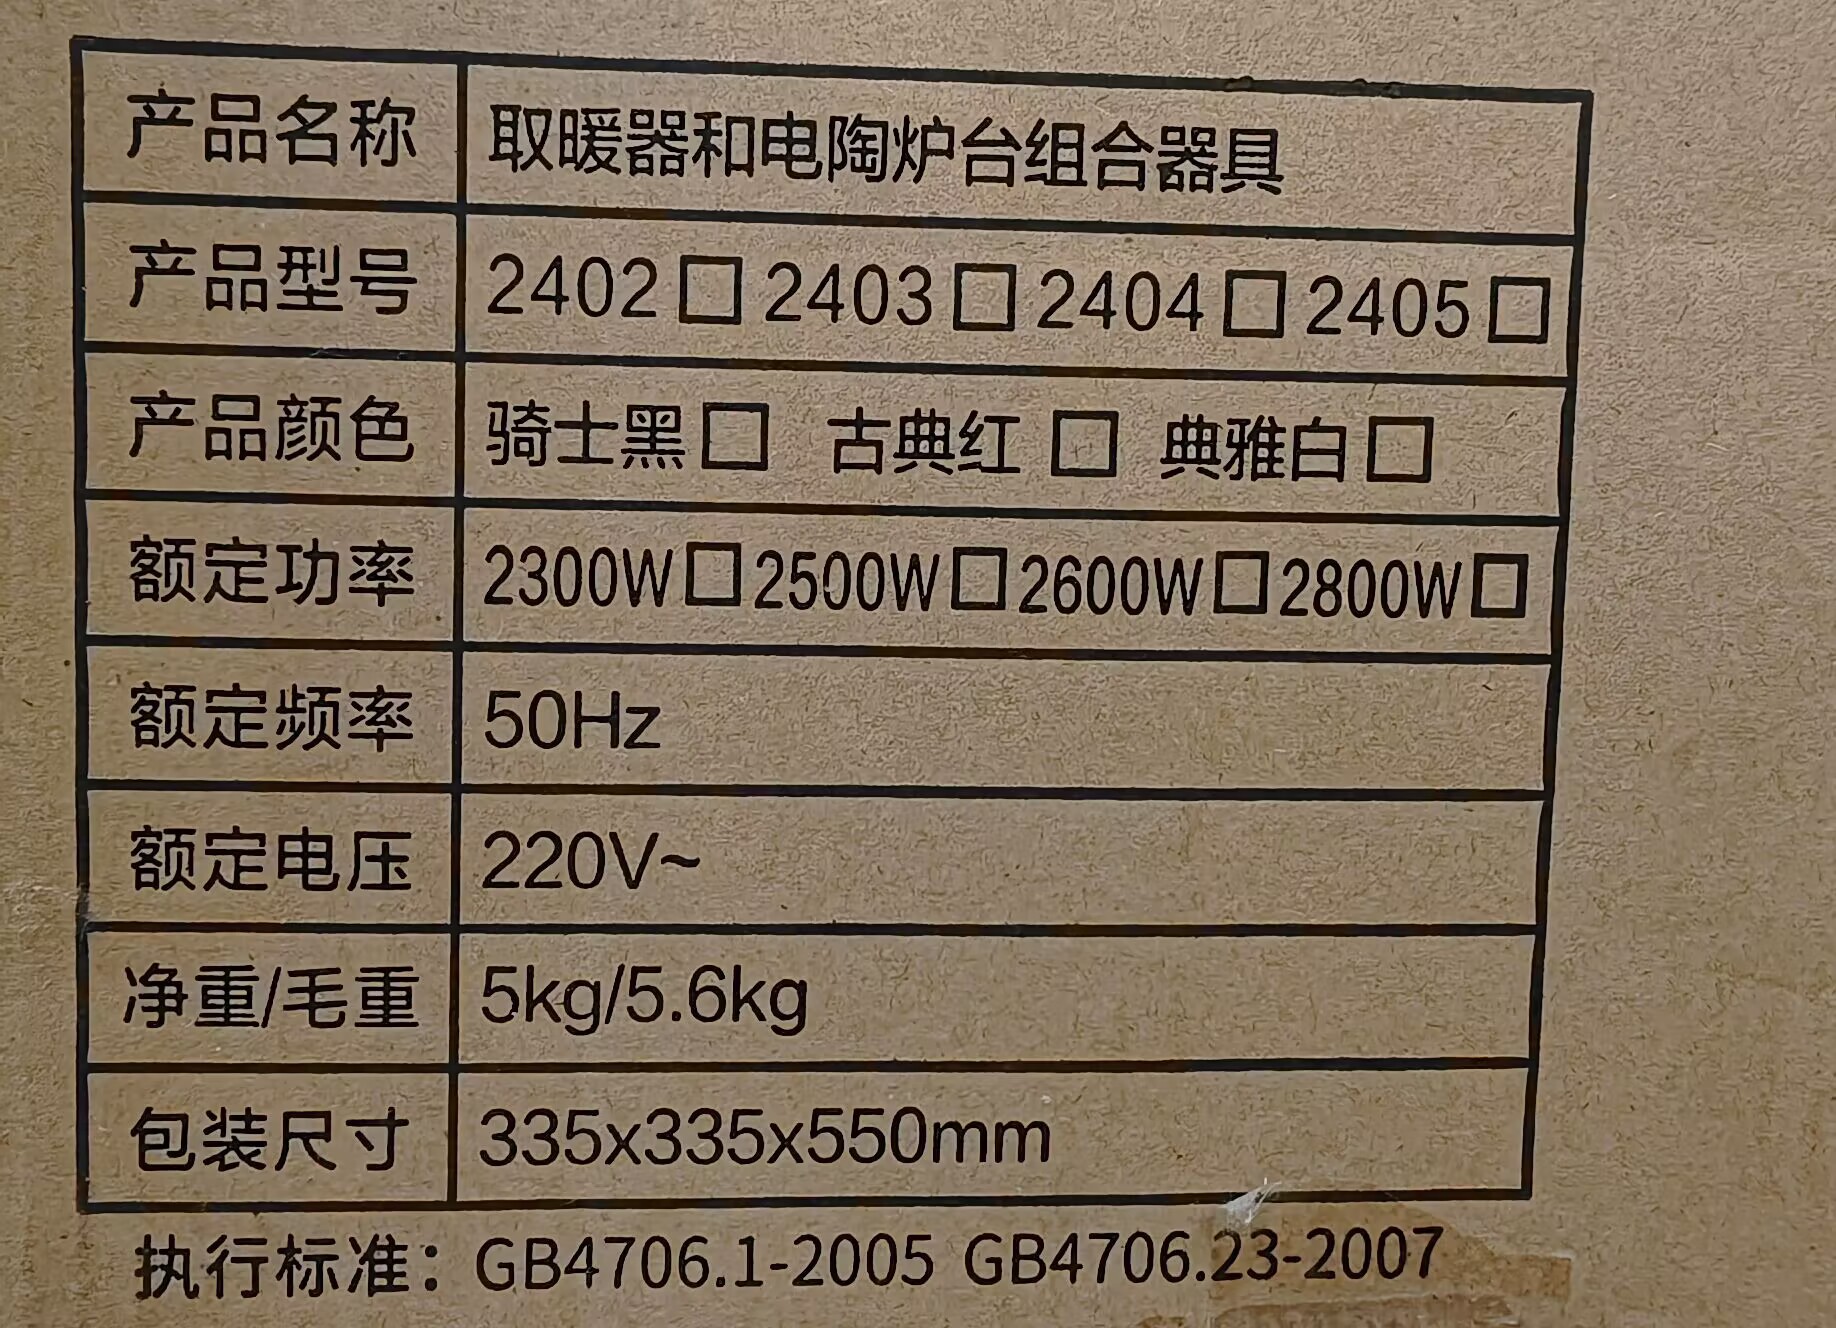 产品名称 取暖器和电陶炉台组合器具
产品型号 2402□ 2403□ 2404□ 2405□
产品颜色 骑士黑□ 古典红□ 典雅白□
额定功率 2300W□ 2500W□ 2600W□ 2800W□
额定频率 50Hz
额定电压 220V~
净重/毛重 5kg/5.6kg
包装尺寸 335x335x550mm
执行标准：GB4706.1-2005 GB4706.23-2007